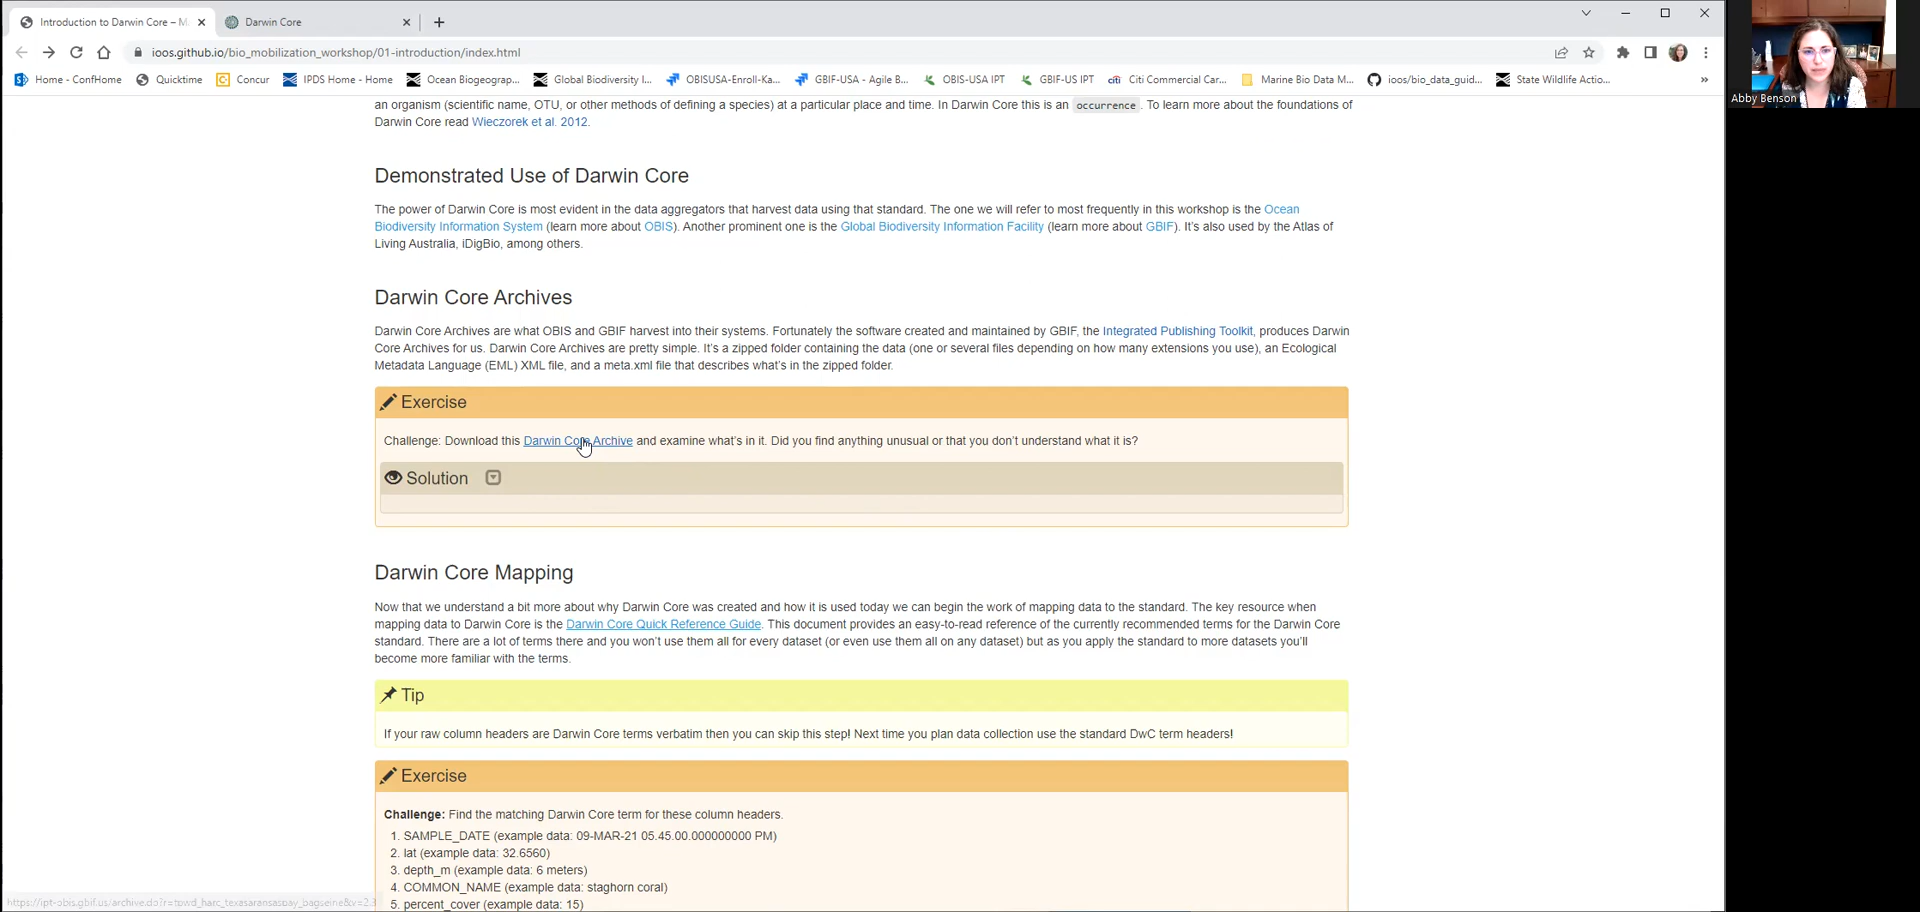 Introduction to Darwin Core – M
Darwin Core
ioos.github.io/bio_mobilization_workshop/01-introduction/index.html
Home - ConfHome
Quicktime
Concur
IPDS Home - Home
Ocean Biogeograp...
Global Biodiversity I...
OBISUSA-Enroll-Ka...
GBIF-USA - Agile B...
OBIS-USA IPT
GBIF-US IPT
citi Citi Commercial Car...
Marine Bio Data M...
ioos/bio_data_guid...
State Wildlife Actio...
»
Abby Benson
an organism (scientific name, OTU, or other methods of defining a species) at a particular place and time. In Darwin Core this is an occurrence. To learn more about the foundations of
Darwin Core read Wieczorek et al. 2012.
Demonstrated Use of Darwin Core
The power of Darwin Core is most evident in the data aggregators that harvest data using that standard. The one we will refer to most frequently in this workshop is the Ocean
Biodiversity Information System (learn more about OBIS). Another prominent one is the Global Biodiversity Information Facility (learn more about GBIF). It's also used by the Atlas of
Living Australia, iDigBio, among others.
Darwin Core Archives
Darwin Core Archives are what OBIS and GBIF harvest into their systems. Fortunately the software created and maintained by GBIF, the Integrated Publishing Toolkit, produces Darwin
Core Archives for us. Darwin Core Archives are pretty simple. It's a zipped folder containing the data (one or several files depending on how many extensions you use), an Ecological
Metadata Language (EML) XML file, and a meta.xml file that describes what's in the zipped folder.
Exercise
Challenge: Download this Darwin Core Archive and examine what's in it. Did you find anything unusual or that you don't understand what it is?
Solution
Darwin Core Mapping
Now that we understand a bit more about why Darwin Core was created and how it is used today we can begin the work of mapping data to the standard. The key resource when
mapping data to Darwin Core is the Darwin Core Quick Reference Guide. This document provides an easy-to-read reference of the currently recommended terms for the Darwin Core
standard. There are a lot of terms there and you won't use them all for every dataset (or even use them all on any dataset) but as you apply the standard to more datasets you'll
become more familiar with the terms.
Tip
If your raw column headers are Darwin Core terms verbatim then you can skip this step! Next time you plan data collection use the standard DwC term headers!
Exercise
Challenge: Find the matching Darwin Core term for these column headers.
1. SAMPLE_DATE (example data: 09-MAR-21 05.45.00.000000000 PM)
2. lat (example data: 32.6560)
3. depth_m (example data: 6 meters)
4. COMMON_NAME (example data: staghorn coral)
5. percent_cover (example data: 15)
https://ipt-obis.gbif.us/archive.do?r=tpwd_harc_texasaransasbay_bagseine&v=2.3